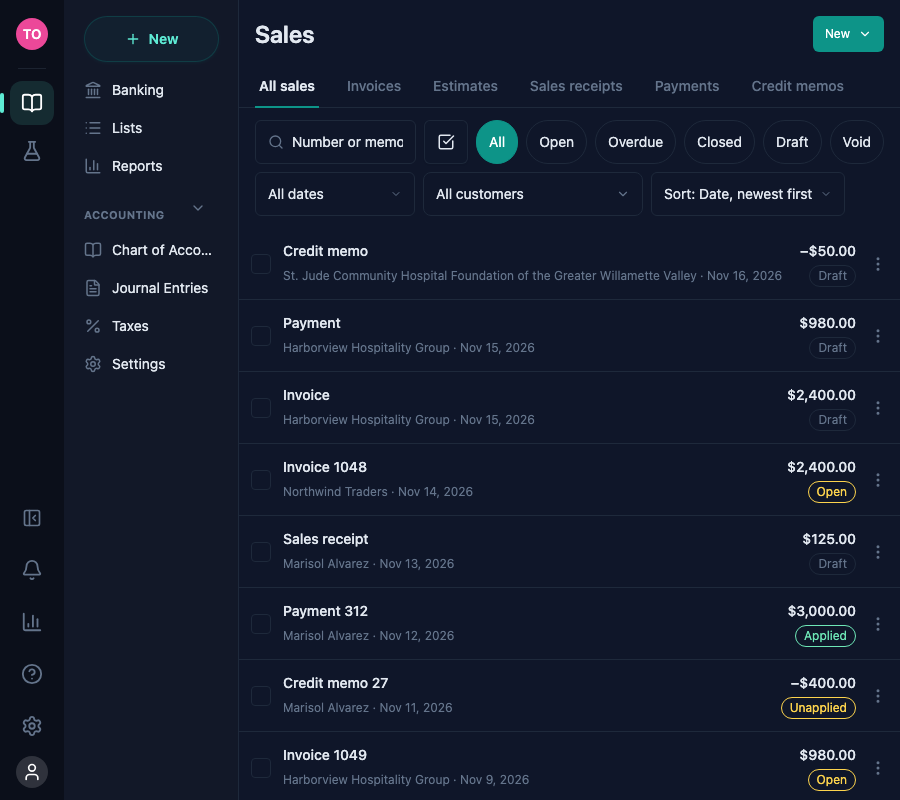 TO
New
Banking
Lists
Reports
ACCOUNTING
Chart of Acco...
Journal Entries
Taxes
Settings
Sales
New
All sales Invoices Estimates Sales receipts Payments Credit memos
Number or memo
All Open Overdue Closed Draft Void
All dates All customers Sort: Date, newest first
Credit memo −$50.00
St. Jude Community Hospital Foundation of the Greater Willamette Valley · Nov 16, 2026 Draft
Payment $980.00
Harborview Hospitality Group · Nov 15, 2026 Draft
Invoice $2,400.00
Harborview Hospitality Group · Nov 15, 2026 Draft
Invoice 1048 $2,400.00
Northwind Traders · Nov 14, 2026 Open
Sales receipt $125.00
Marisol Alvarez · Nov 13, 2026 Draft
Payment 312 $3,000.00
Marisol Alvarez · Nov 12, 2026 Applied
Credit memo 27 −$400.00
Marisol Alvarez · Nov 11, 2026 Unapplied
Invoice 1049 $980.00
Harborview Hospitality Group · Nov 9, 2026 Open